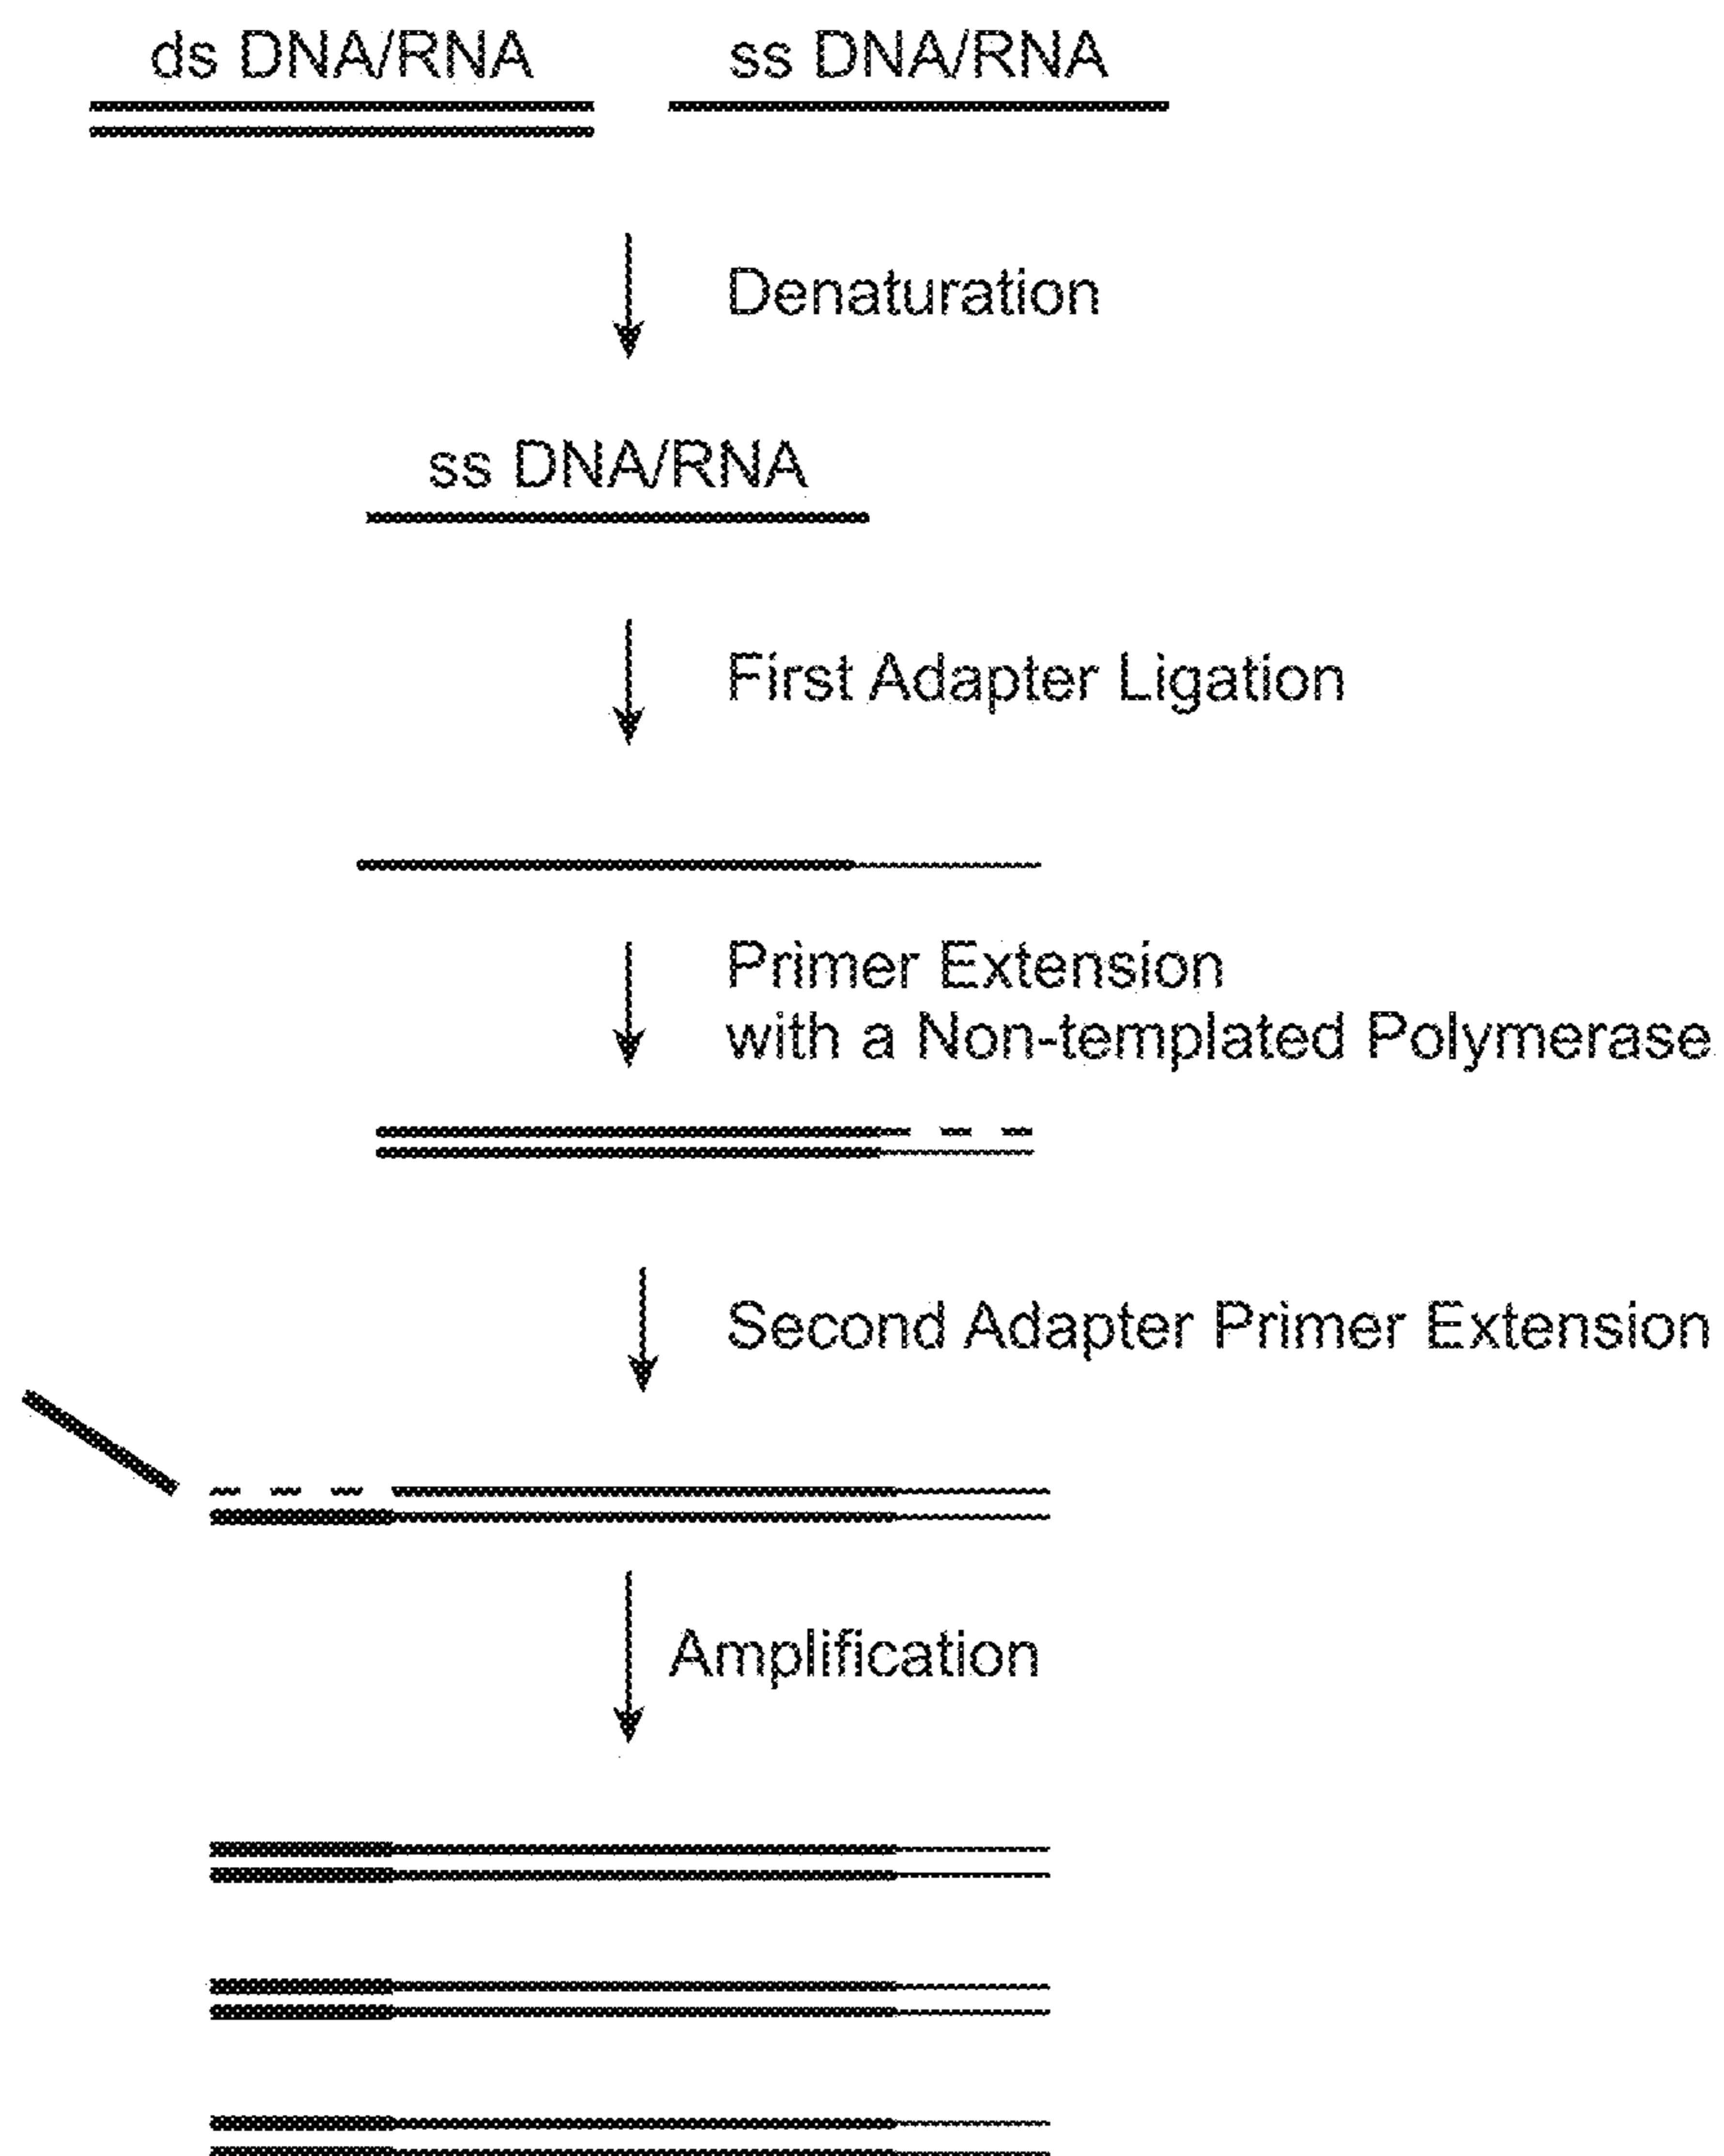 ds DNA/RNA
ss DNA/RNA
Denaturation
ss DNA/RNA
First Adapter Ligation
Primer Extension
with a Non-templated Polymerase
Second Adapter Primer Extension
Amplification